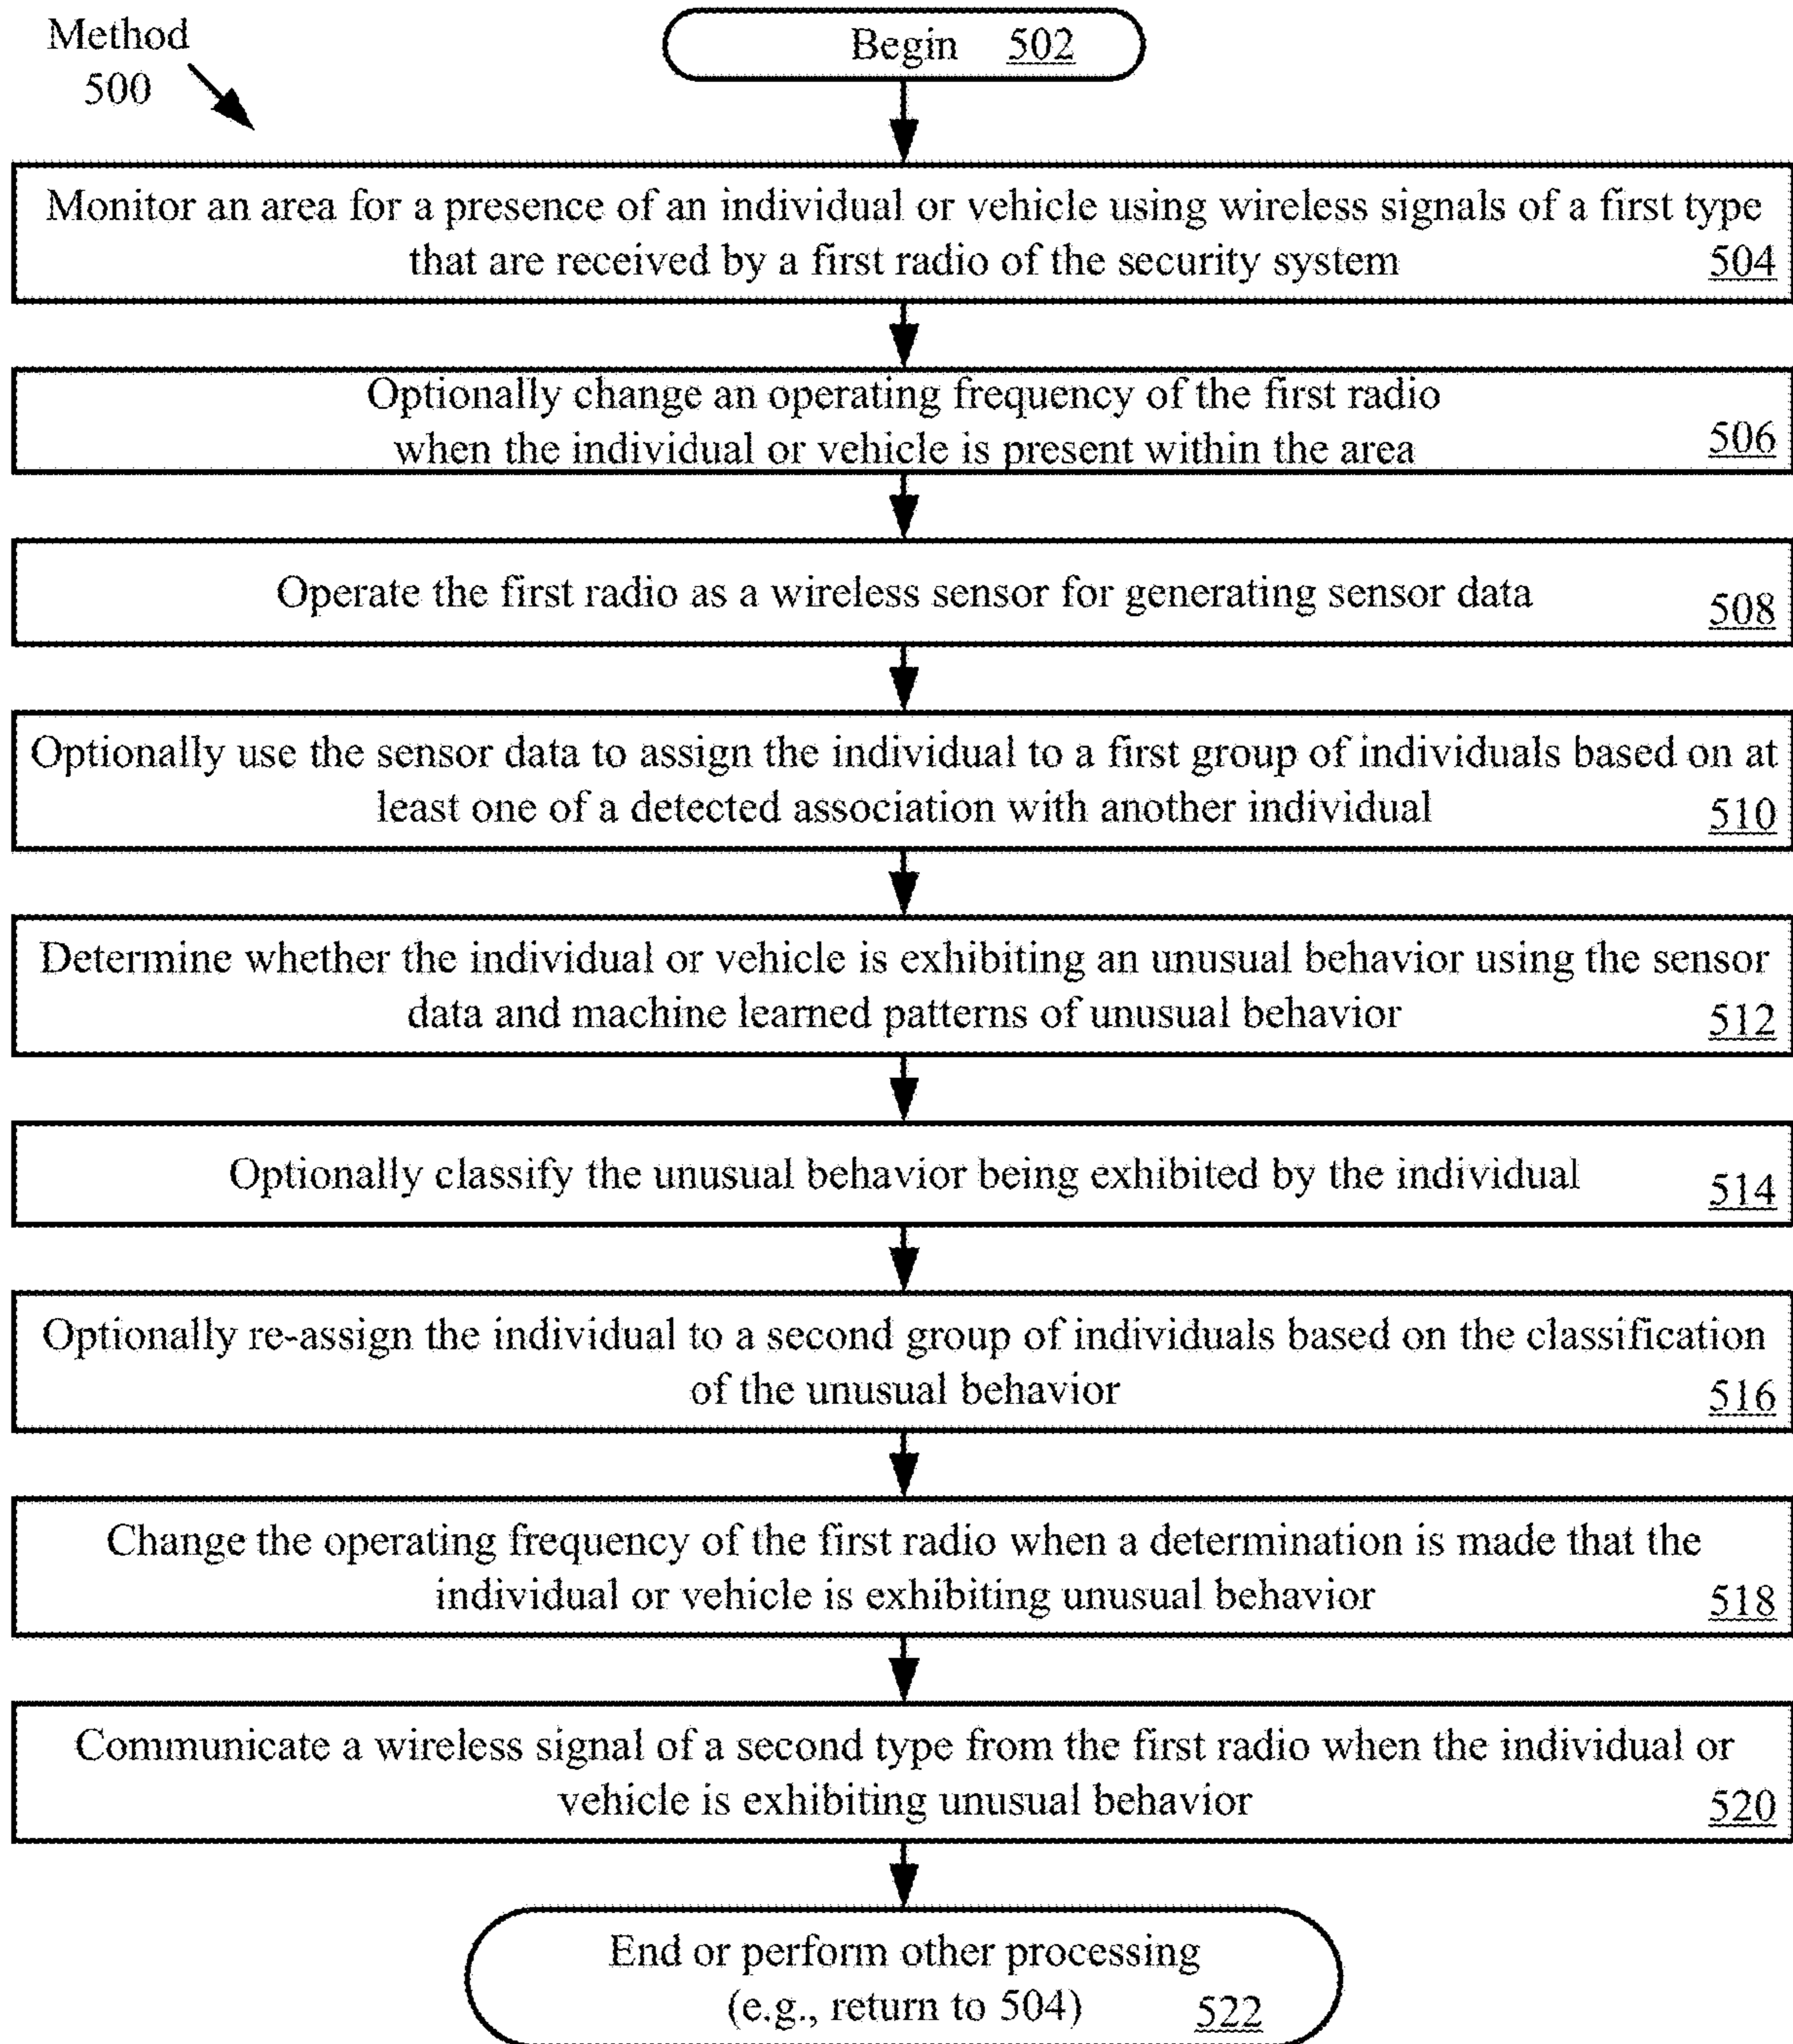 Method
500
Begin 502
Monitor an area for a presence of an individual or vehicle using wireless signals of a first type
that are received by a first radio of the security system 504
Optionally change an operating frequency of the first radio
when the individual or vehicle is present within the area 506
Operate the first radio as a wireless sensor for generating sensor data 508
Optionally use the sensor data to assign the individual to a first group of individuals based on at
least one of a detected association with another individual 510
Determine whether the individual or vehicle is exhibiting an unusual behavior using the sensor
data and machine learned patterns of unusual behavior 512
Optionally classify the unusual behavior being exhibited by the individual 514
Optionally re-assign the individual to a second group of individuals based on the classification
of the unusual behavior 516
Change the operating frequency of the first radio when a determination is made that the
individual or vehicle is exhibiting unusual behavior 518
Communicate a wireless signal of a second type from the first radio when the individual or
vehicle is exhibiting unusual behavior 520
End or perform other processing
(e.g., return to 504) 522